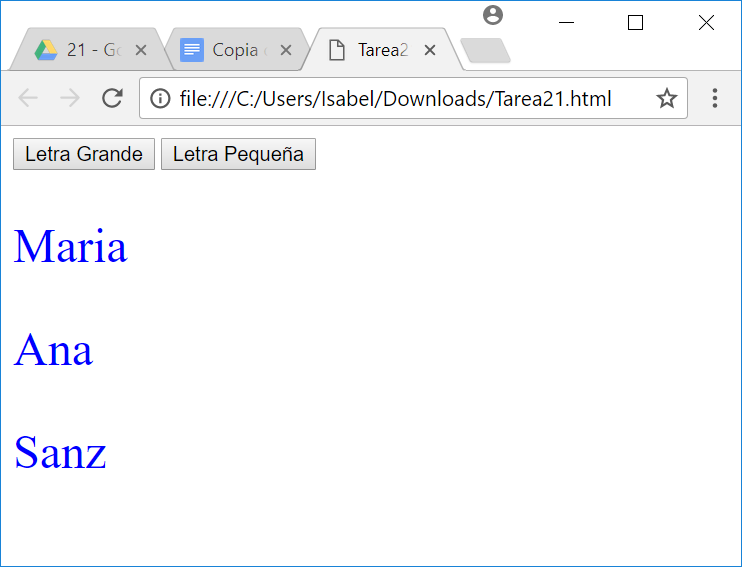 21 - Go
Copia
Tarea2
file:///C:/Users/Isabel/Downloads/Tarea21.html
Letra Grande
Letra Pequeña
Maria
Ana
Sanz